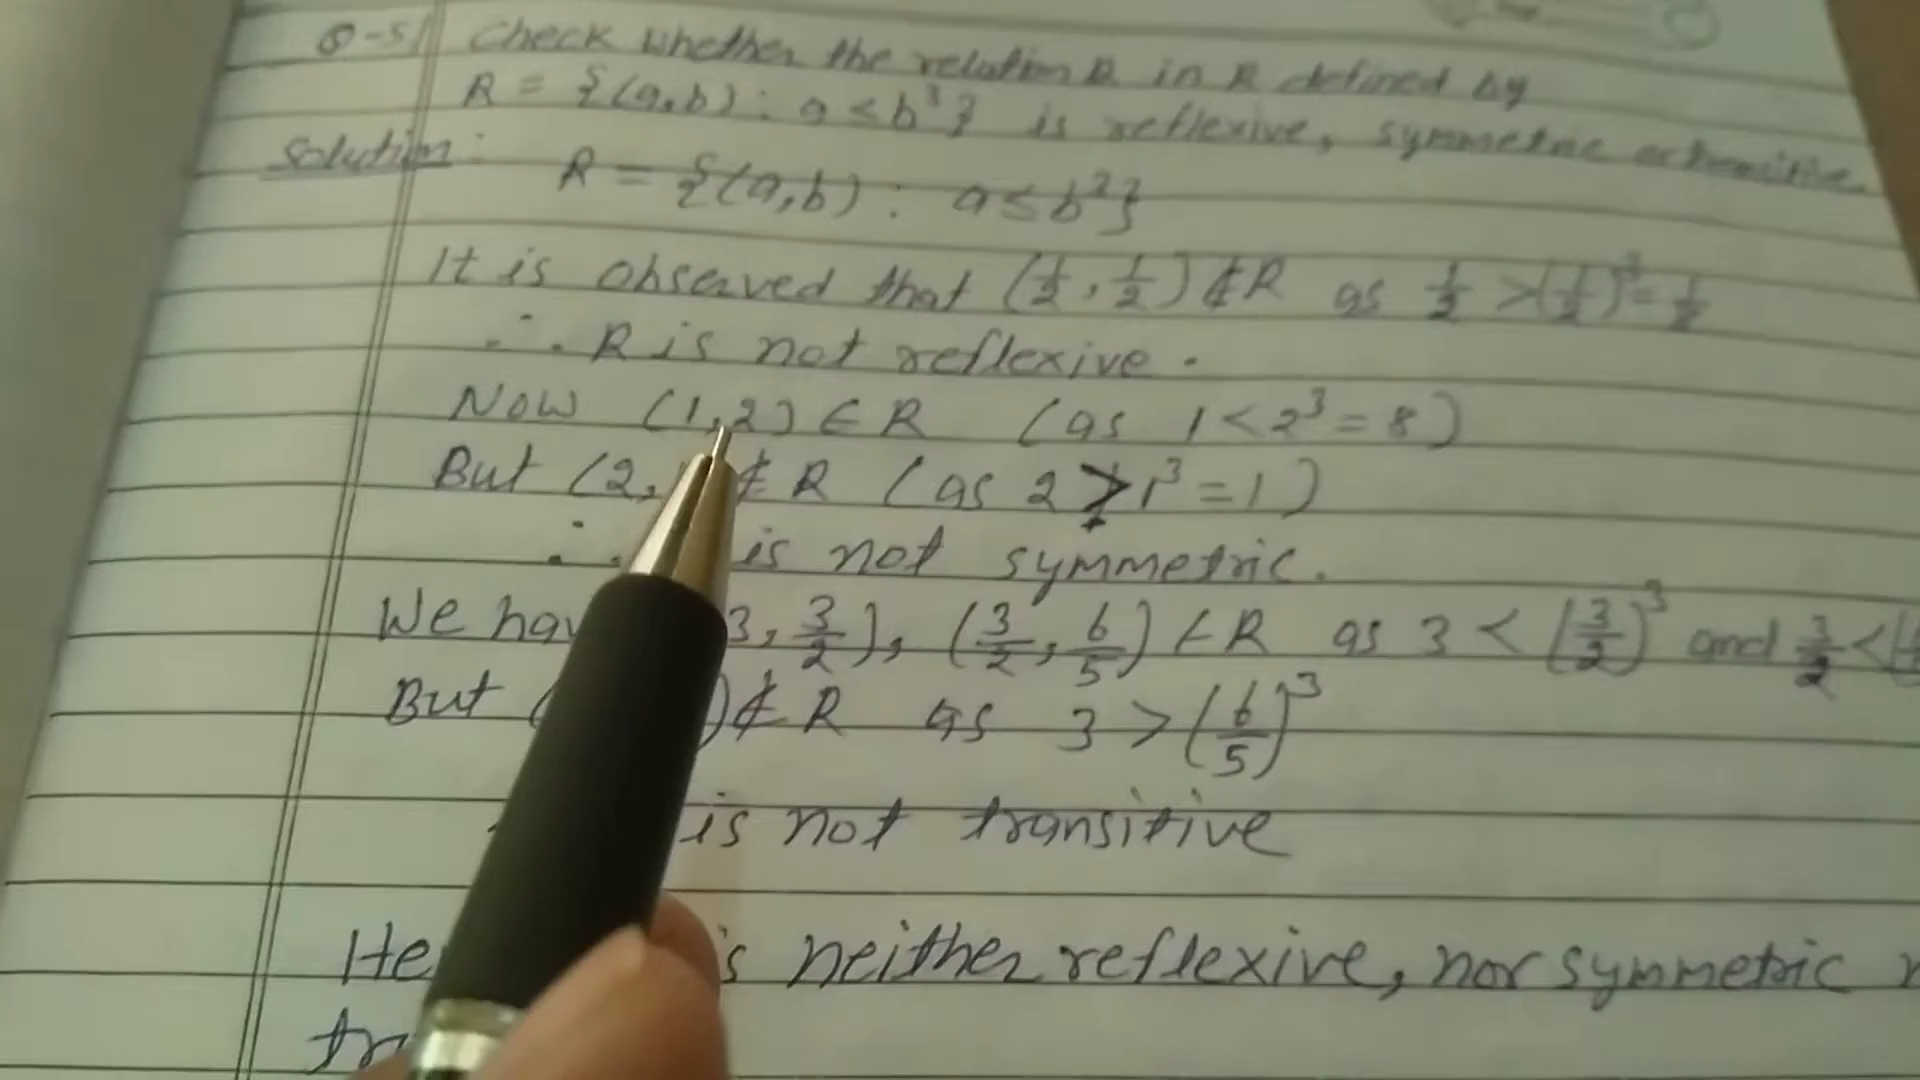 Q-5 Check whether the relation R in R defined by
R = {(a,b) : a ≤ b³} is reflexive, symmetric or transitive.
Solution: R = {(a,b) : a ≤ b²}
It is observed that (1/2, 1/2) ∉ R as 1/2 > (1/2)³ =
∴ R is not reflexive.
Now (1,2) ∈ R (as 1 < 2³ = 8)
But (2, ∉ R (as 2 > 1³ = 1)
∴ is not symmetric.
We hav 3, 3/2), (3/2, 6/5) ∈ R as 3 < (3/2)³ and 3/2 <
But ( ) ∉ R as 3 > (6/5)³
is not transitive
He is neither reflexive, nor symmetric